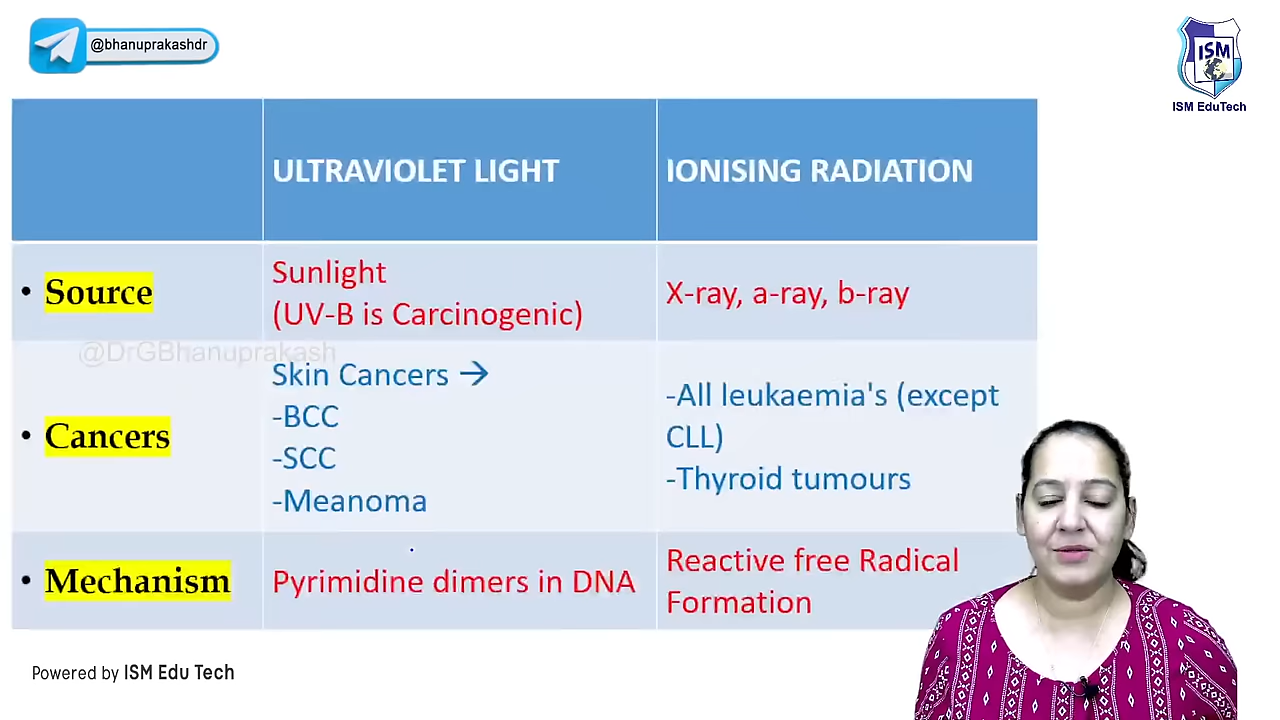 @bhanuprakashdr
ISM
ISM EduTech
ULTRAVIOLET LIGHT
IONISING RADIATION
• Source
Sunlight
(UV-B is Carcinogenic)
X-ray, a-ray, b-ray
@DrGBhanuprakash
• Cancers
Skin Cancers →
-BCC
-SCC
-Meanoma
-All leukaemia's (except
CLL)
-Thyroid tumours
• Mechanism
Pyrimidine dimers in DNA
Reactive free Radical
Formation
Powered by ISM Edu Tech